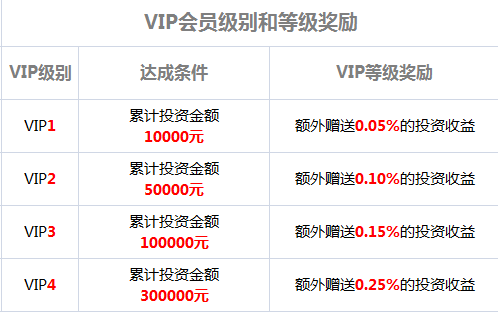 VIP会员级别和等级奖励
VIP级别 达成条件 VIP等级奖励
VIP1 累计投资金额 额外赠送0.05%的投资收益
10000元
VIP2 累计投资金额 额外赠送0.10%的投资收益
50000元
VIP3 累计投资金额 额外赠送0.15%的投资收益
100000元
VIP4 累计投资金额 额外赠送0.25%的投资收益
300000元